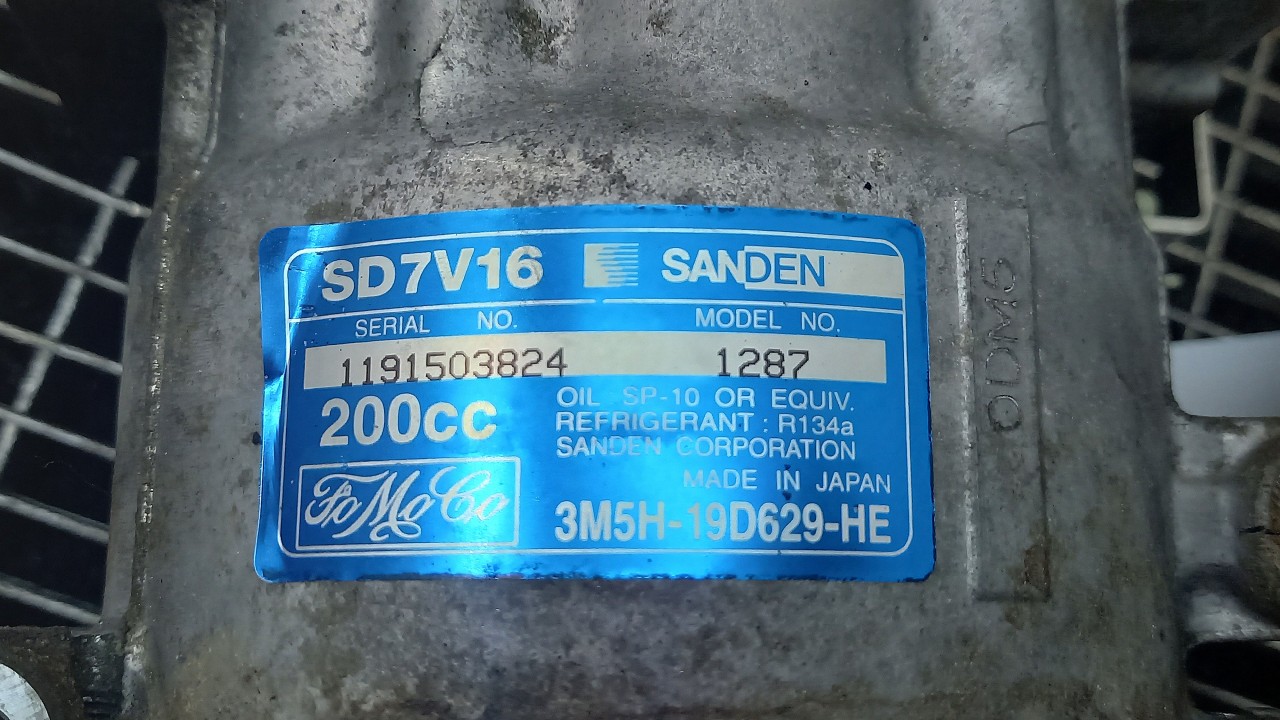 SD7V16 SANDEN
SERIAL NO. MODEL NO.
1191503824 1287
200cc
OIL SP-10 OR EQUIV.
REFRIGERANT : R134a
SANDEN CORPORATION
MADE IN JAPAN
FoMoCo
3M5H-19D629-HE